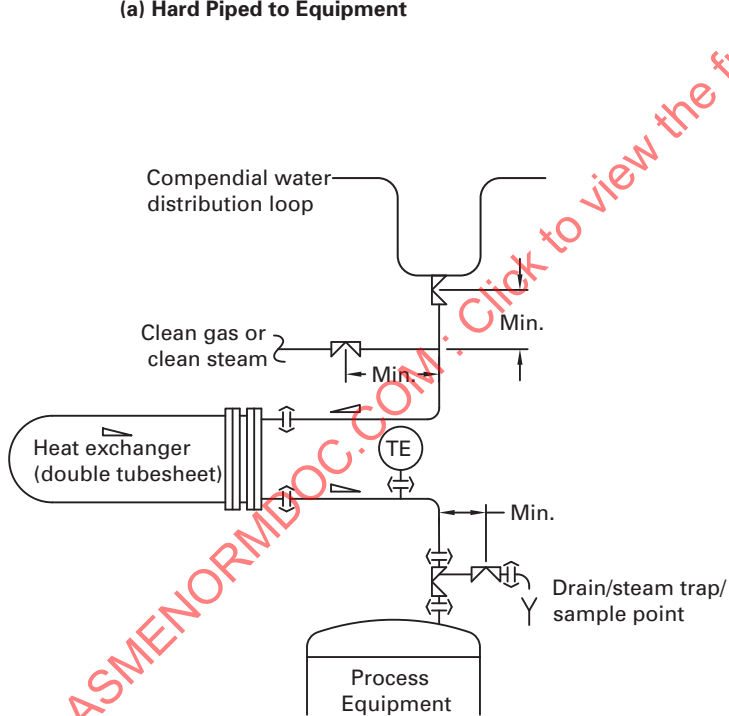 (a) Hard Piped to Equipment
Compendial water
distribution loop
Min.
Clean gas or
clean steam
Min.
Heat exchanger
(double tubesheet)
TE
Min.
Drain/steam trap/
sample point
Process
Equipment
ASMENORMDOC.COM : Click to view the f